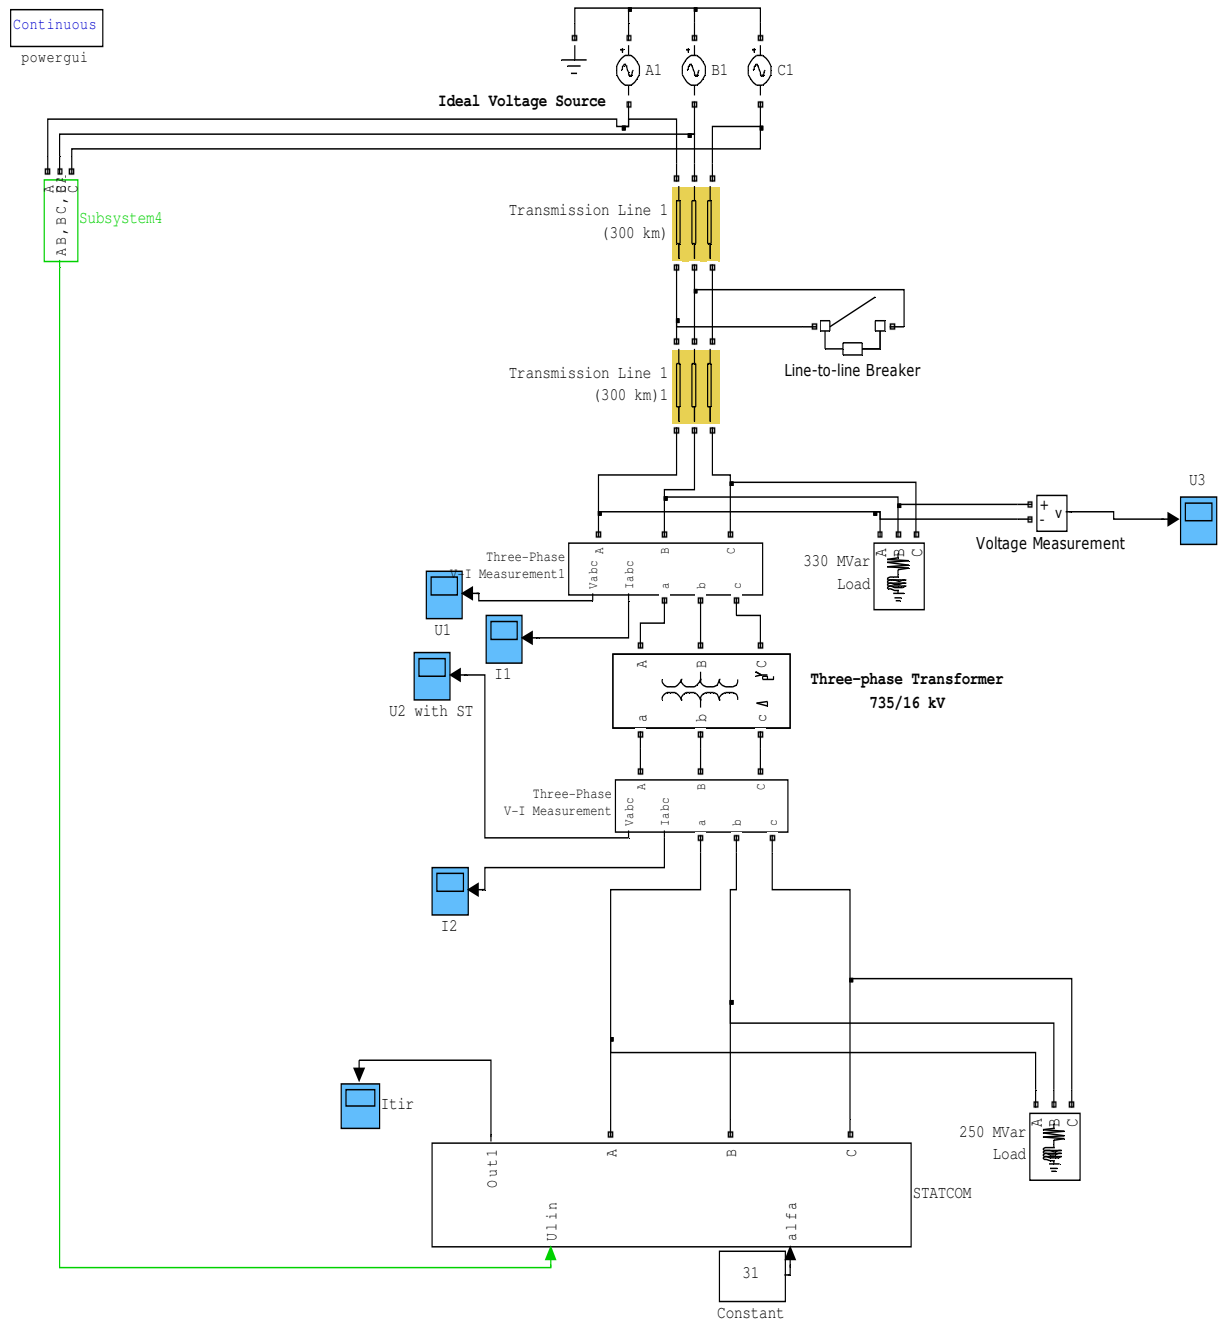 Continuous
powergui
+
+
+
A1
B1
C1
Ideal Voltage Source
A
C
AB,BC,
Subsystem4
Transmission Line 1
(300 km)
Transmission Line 1
(300 km)1
Line-to-line Breaker
U3
+
-
v
Voltage Measurement
A
B
C
330 MVar
Load
Three-Phase
V-I Measurement1
A
B
C
Vabc
Iabc
a
b
c
U1
I1
A
B
C
a
b
c
Three-phase Transformer
735/16 kV
U2 with ST
Three-Phase
V-I Measurement
A
B
C
Vabc
Iabc
a
b
c
I2
Itir
A
B
C
250 MVar
Load
Out1
A
B
C
STATCOM
Ulin
alfa
31
Constant